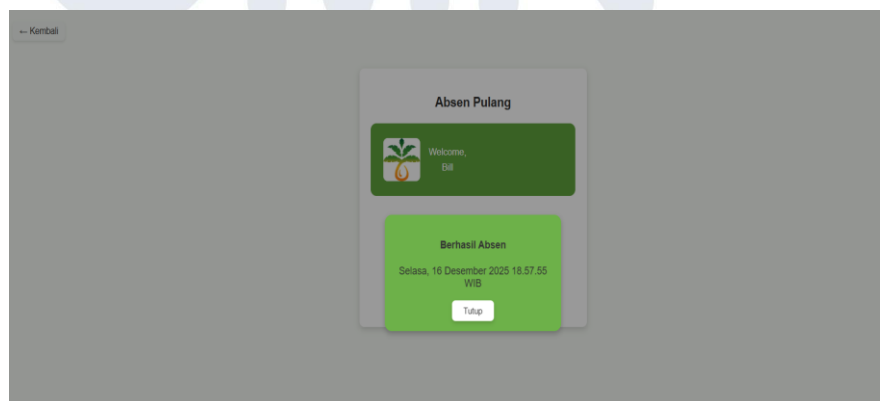 ← Kembali
Absen Pulang
Welcome,
Bill
Berhasil Absen
Selasa, 16 Desember 2025 18.57.55
WIB
Tutup